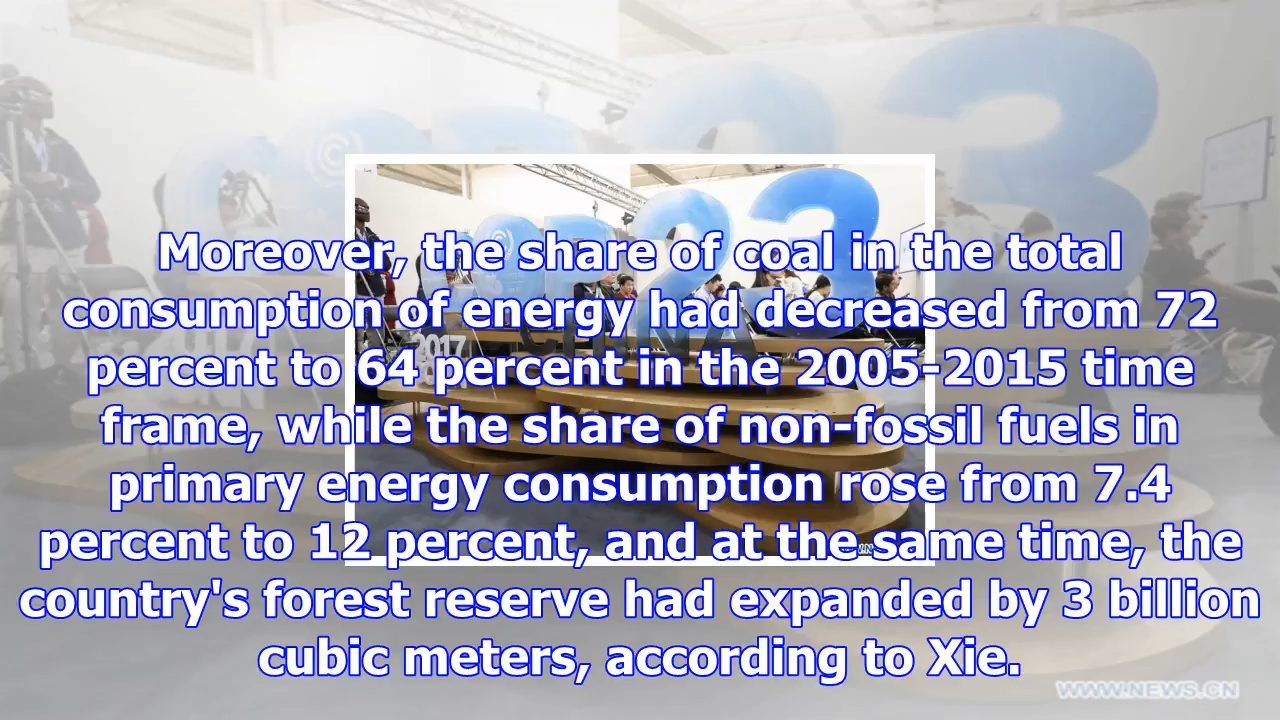 Moreover, the share of coal in the total
consumption of energy had decreased from 72
percent to 64 percent in the 2005-2015 time
frame, while the share of non-fossil fuels in
primary energy consumption rose from 7.4
percent to 12 percent, and at the same time, the
country's forest reserve had expanded by 3 billion
cubic meters, according to Xie.
2017
WWW.NEWS.CN